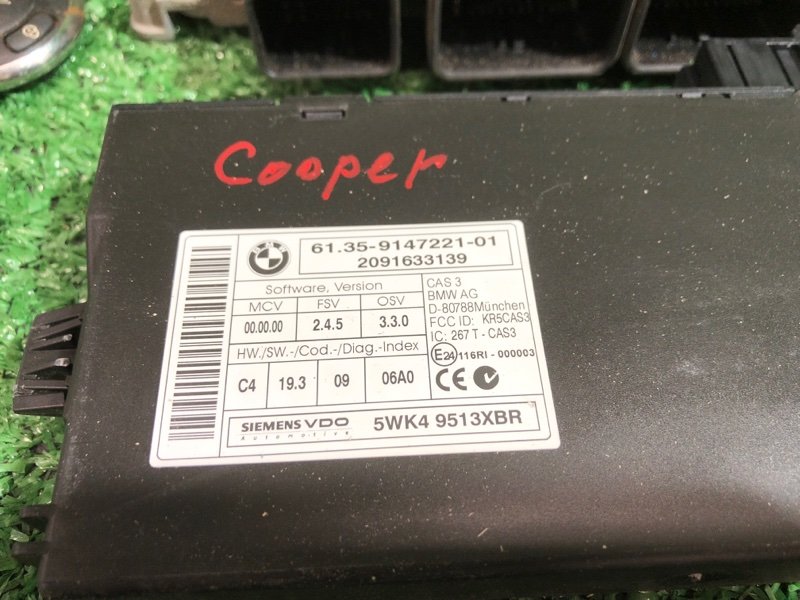 Cooper
BMW
61.35-9147221-01
2091633139
Software, Version
MCV FSV OSV
00.00.00 2.4.5 3.3.0
HW./SW.-/Cod.-/Diag.-Index
C4 19.3 09 06A0
CAS 3
BMW AG
D-80788München
FCC ID: KR5CAS3
IC: 267 T - CAS3
E24 116RI - 000003
CE
SIEMENS VDO
Automotive
5WK4 9513XBR